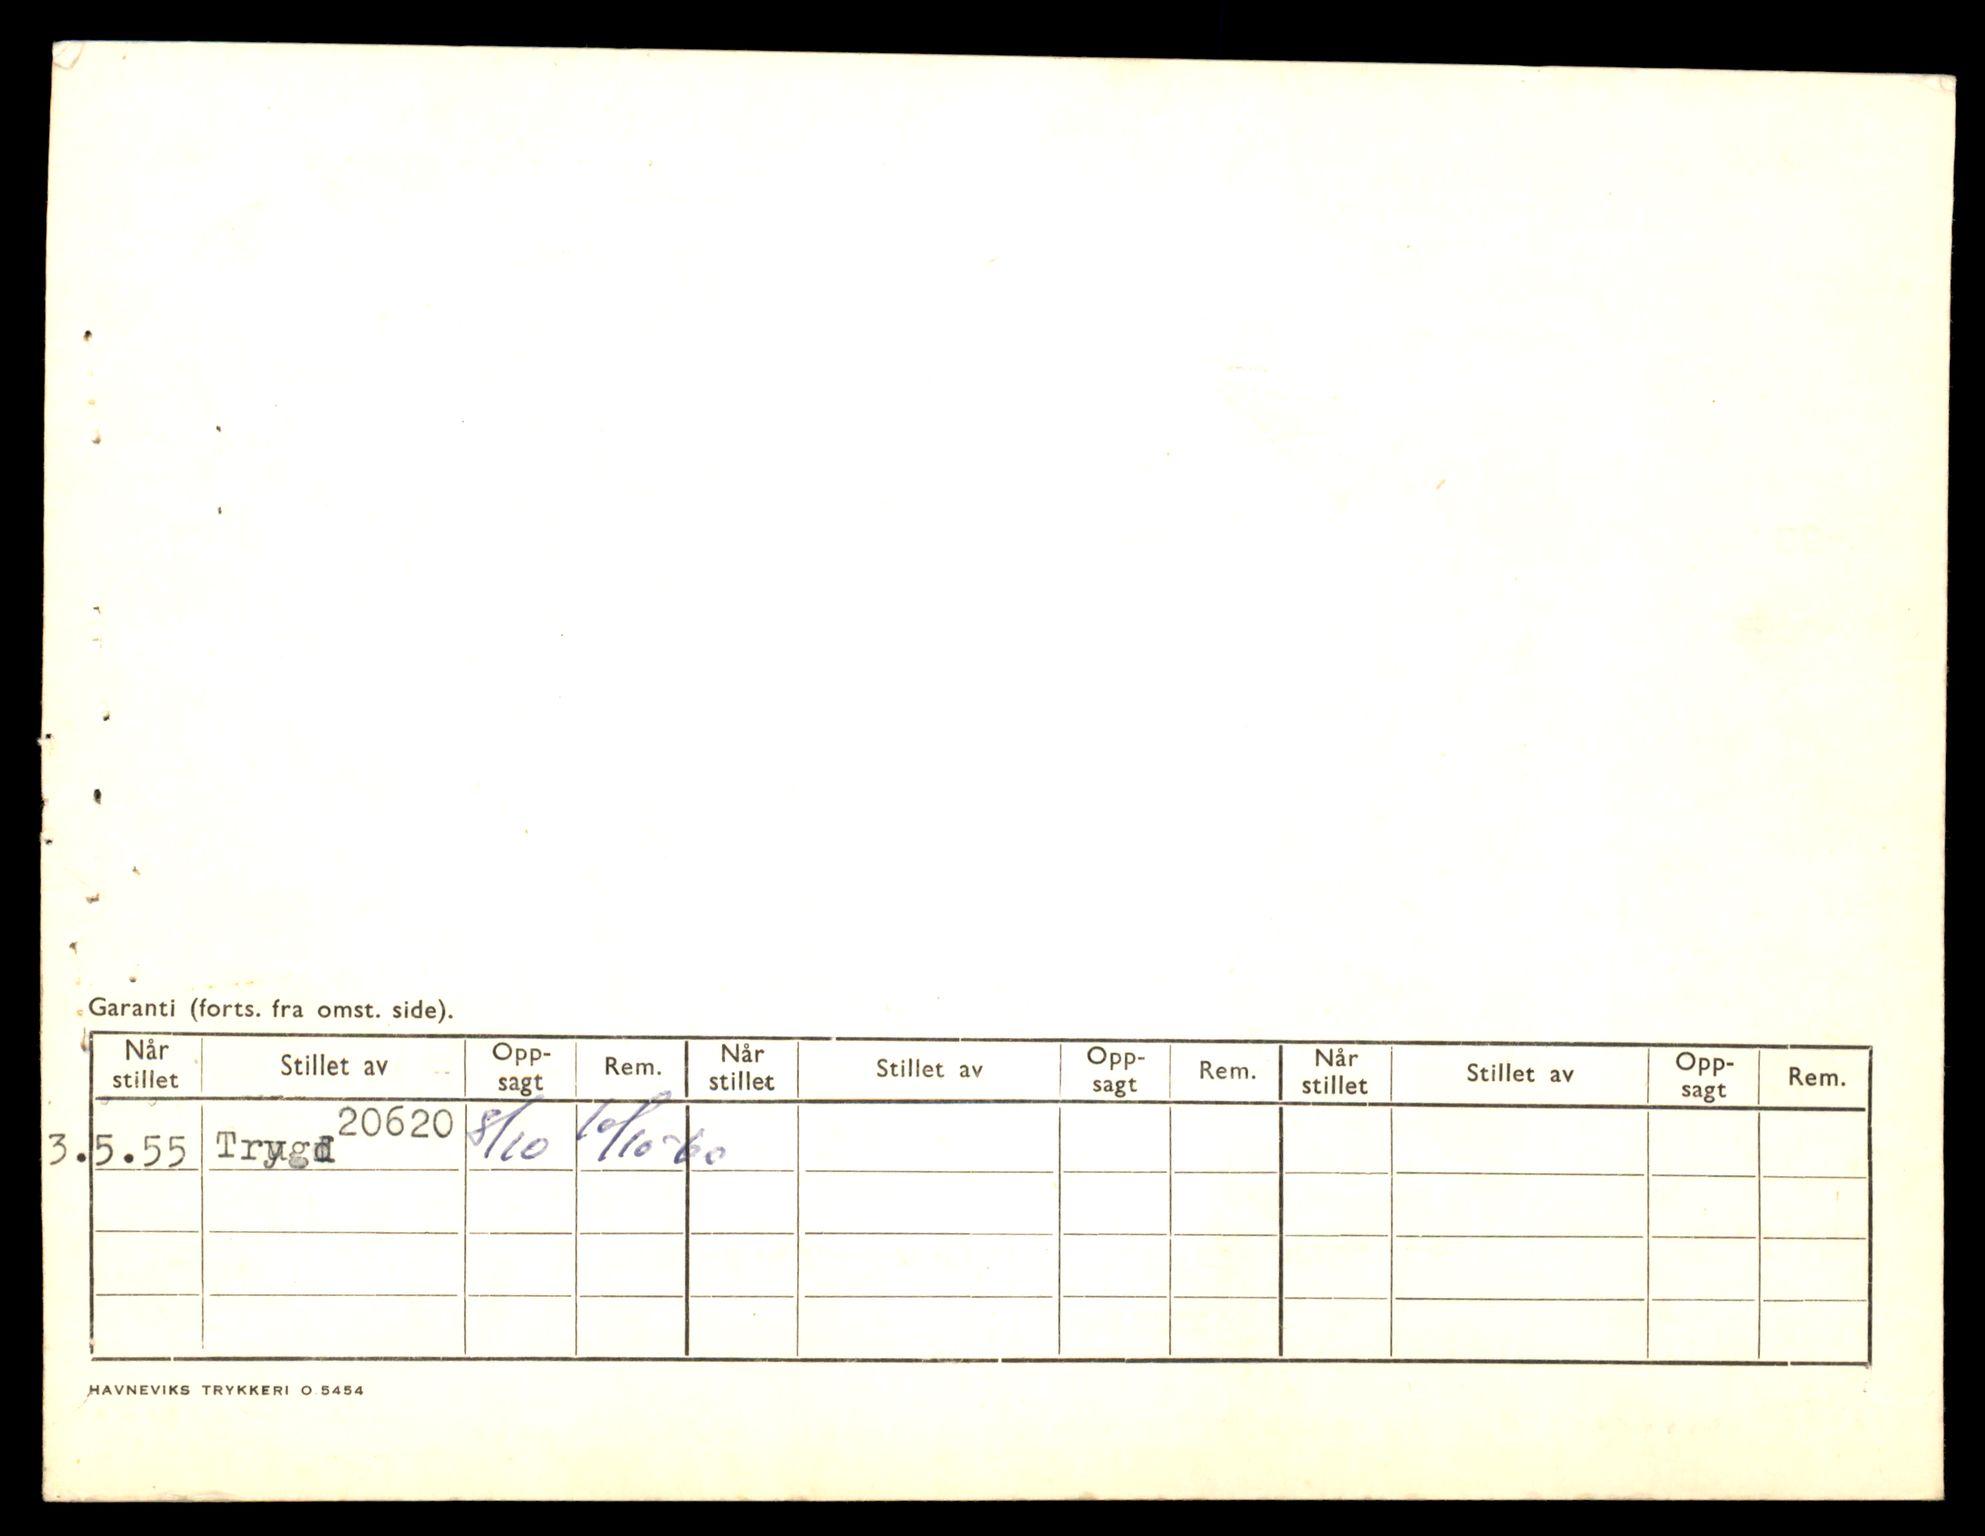 Garanti (forts. fra omst. side).
Når stillet | Stillet av | Opp-sagt | Rem. | Når stillet | Stillet av | Opp-sagt | Rem. | Når stillet | Stillet av | Opp-sagt | Rem.
3.5.55 | Trygd 20620 | 8/10 | 10/10-60
HAVNEVIKS TRYKKERI O. 5454